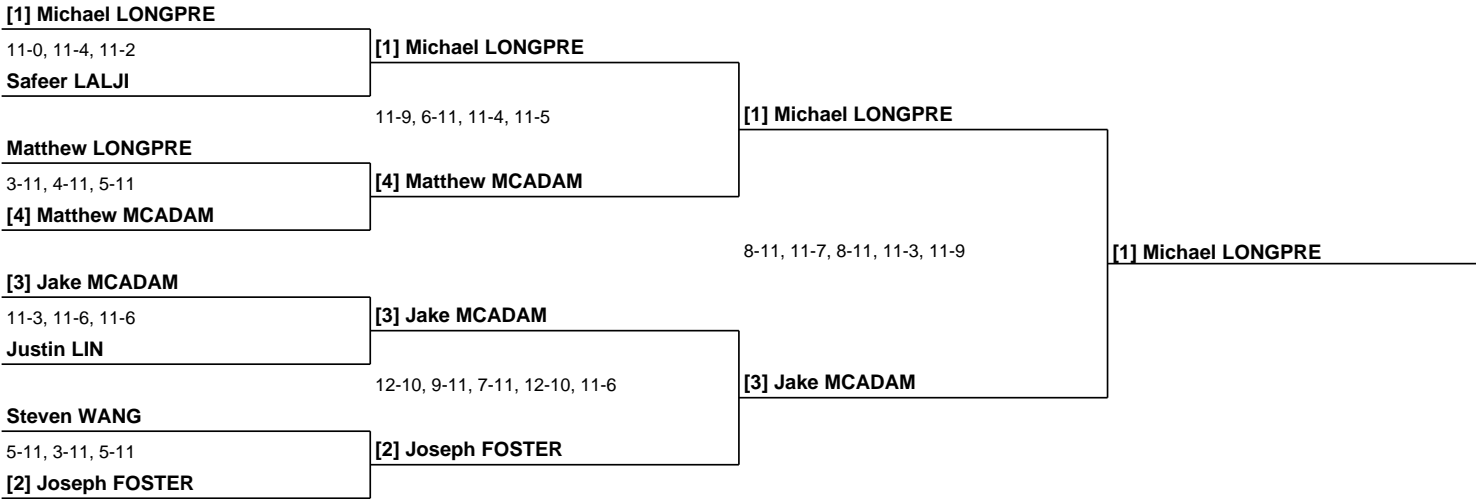 [1] Michael LONGPRE
11-0, 11-4, 11-2
Safeer LALJI
[1] Michael LONGPRE
11-9, 6-11, 11-4, 11-5
Matthew LONGPRE
3-11, 4-11, 5-11
[4] Matthew MCADAM
[4] Matthew MCADAM
[1] Michael LONGPRE
8-11, 11-7, 8-11, 11-3, 11-9
[1] Michael LONGPRE
[3] Jake MCADAM
11-3, 11-6, 11-6
Justin LIN
[3] Jake MCADAM
12-10, 9-11, 7-11, 12-10, 11-6
[3] Jake MCADAM
Steven WANG
5-11, 3-11, 5-11
[2] Joseph FOSTER
[2] Joseph FOSTER